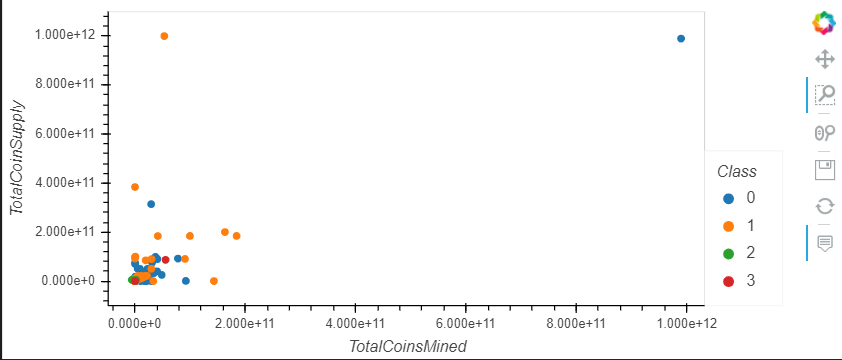 1.000e+12
8.000e+11
6.000e+11
4.000e+11
2.000e+11
0.000e+0
TotalCoinSupply
0.000e+0 2.000e+11 4.000e+11 6.000e+11 8.000e+11 1.000e+12
TotalCoinsMined
Class
0
1
2
3